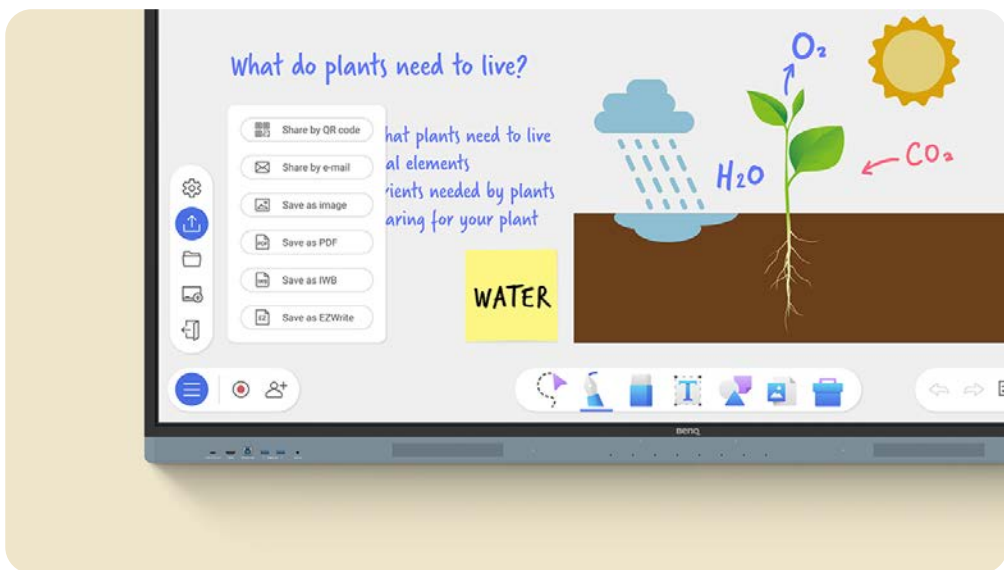 What do plants need to live?
Share by QR code
hat plants need to live
Share by e-mail
al elements
rients needed by plants
Save as image
aring for your plant
Save as PDF
Save as IWB
Save as EZWrite
WATER
O₂
H₂O
CO₂
BenQ